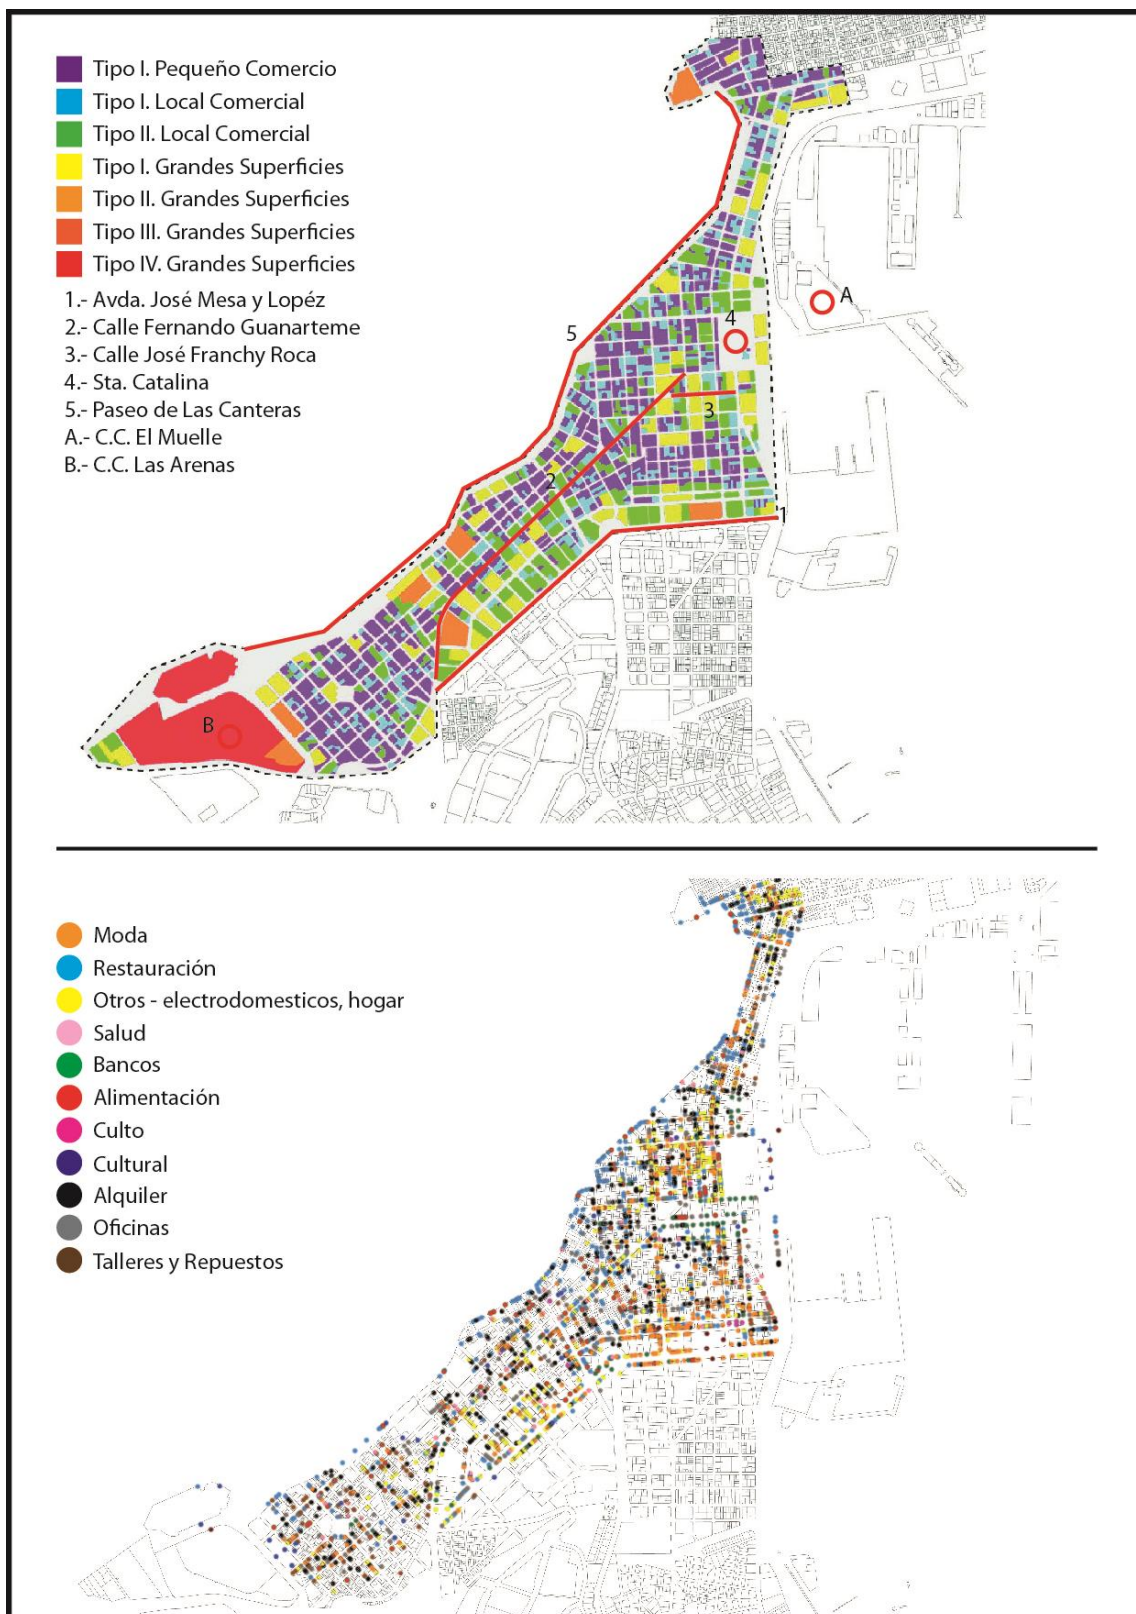 Tipo I. Pequeño Comercio
Tipo I. Local Comercial
Tipo II. Local Comercial
Tipo I. Grandes Superficies
Tipo II. Grandes Superficies
Tipo III. Grandes Superficies
Tipo IV. Grandes Superficies
1.- Avda. José Mesa y Lopéz
2.- Calle Fernando Guanarteme
3.- Calle José Franchy Roca
4.- Sta. Catalina
5.- Paseo de Las Canteras
A.- C.C. El Muelle
B.- C.C. Las Arenas
A
4
5
3
2
1
B
Moda
Restauración
Otros - electrodomesticos, hogar
Salud
Bancos
Alimentación
Culto
Cultural
Alquiler
Oficinas
Talleres y Repuestos